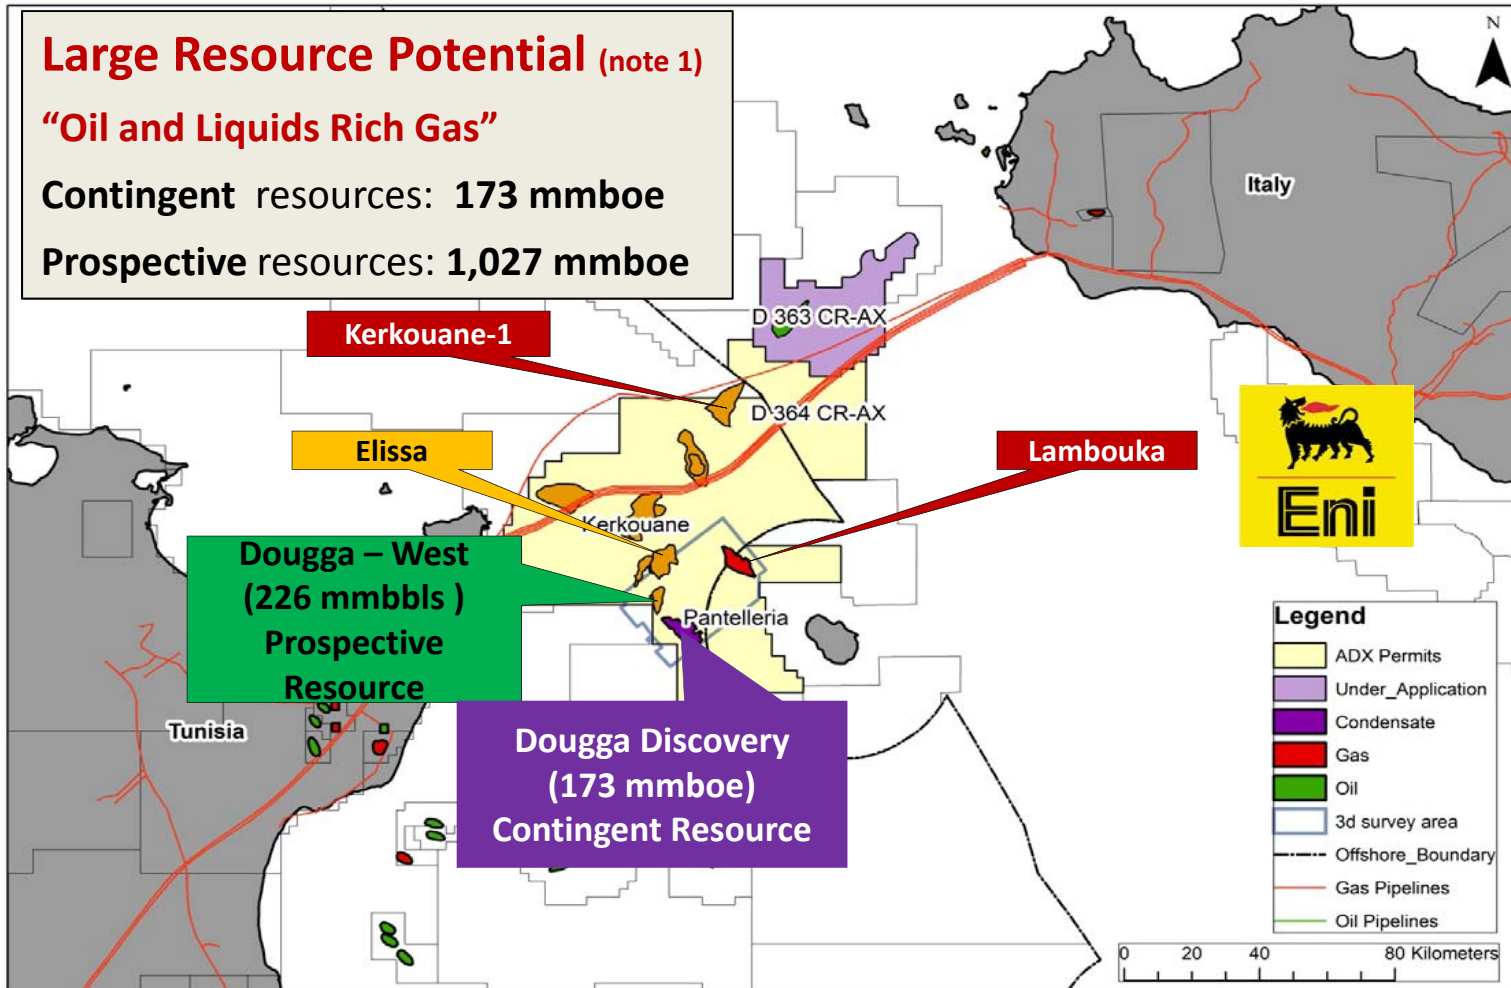 Large Resource Potential (note 1)
“Oil and Liquids Rich Gas”
Contingent resources: 173 mmboe
Prospective resources: 1,027 mmboe
N
Italy
D 363 CR-AX
Kerkouane-1
D 364 CR-AX
Elissa
Lambouka
Eni
Kerkouane
Dougga – West
(226 mmbbls )
Prospective
Resource
Pantelleria
Tunisia
Dougga Discovery
(173 mmboe)
Contingent Resource
Legend
ADX Permits
Under_Application
Condensate
Gas
Oil
3d survey area
Offshore_Boundary
Gas Pipelines
Oil Pipelines
0 20 40 80 Kilometers